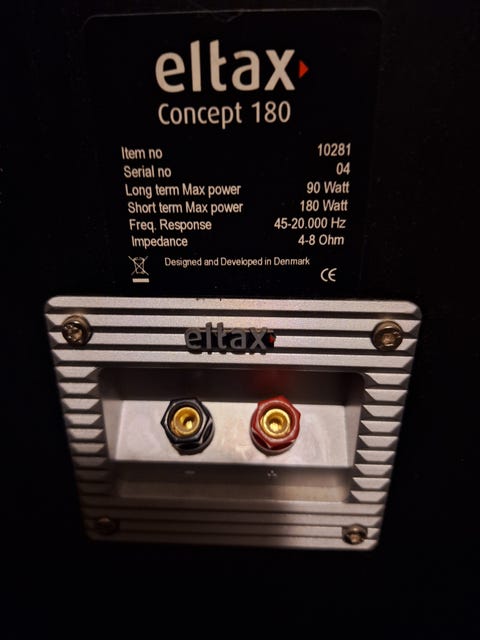 eltax
Concept 180
Item no 10281
Serial no 04
Long term Max power 90 Watt
Short term Max power 180 Watt
Freq. Response 45-20.000 Hz
Impedance 4-8 Ohm
Designed and Developed in Denmark
CE
eltax
- +